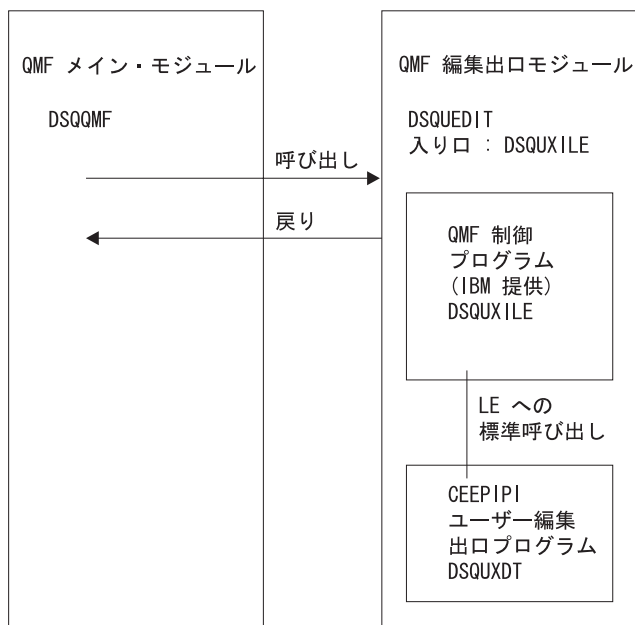 QMF メイン・モジュール
DSQQMF
呼び出し
戻り
QMF 編集出口モジュール
DSQUEDIT
入り口 : DSQUXILE
QMF 制御
プログラム
(IBM 提供)
DSQUXILE
LE への
標準呼び出し
CEEPIPI
ユーザー編集
出口プログラム
DSQUXDT